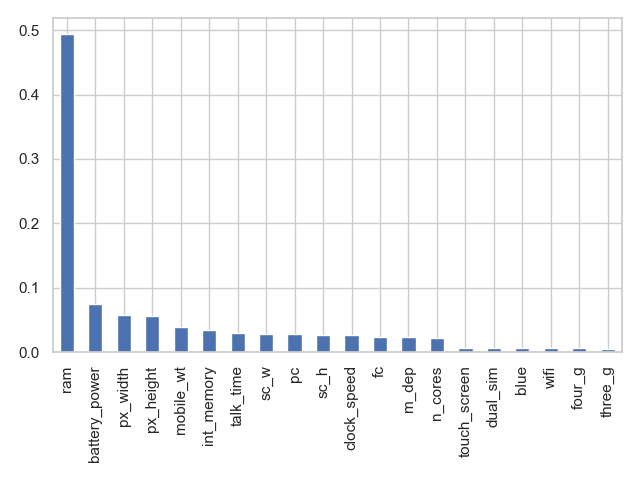 0.5
0.4
0.3
0.2
0.1
0.0
ram
battery_power
px_width
px_height
mobile_wt
int_memory
talk_time
sc_w
pc
sc_h
clock_speed
fc
m_dep
n_cores
touch_screen
dual_sim
blue
wifi
four_g
three_g